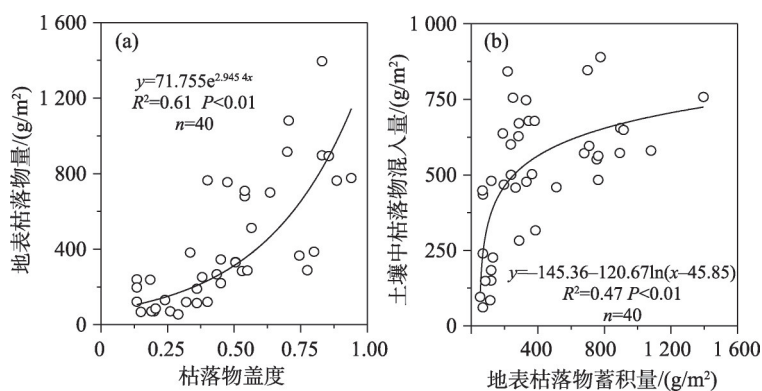 (a)
y=71.755e^2.945 4x
R²=0.61 P<0.01
n=40
地表枯落物量/(g/m²)
1 600
1 200
800
400
0
0 0.25 0.50 0.75 1.00
枯落物盖度
(b)
土壤中枯落物混入量/(g/m²)
1 000
750
500
250
0
y=–145.36–120.67ln(x–45.85)
R²=0.47 P<0.01
n=40
0 400 800 1 200 1 600
地表枯落物蓄积量/(g/m²)